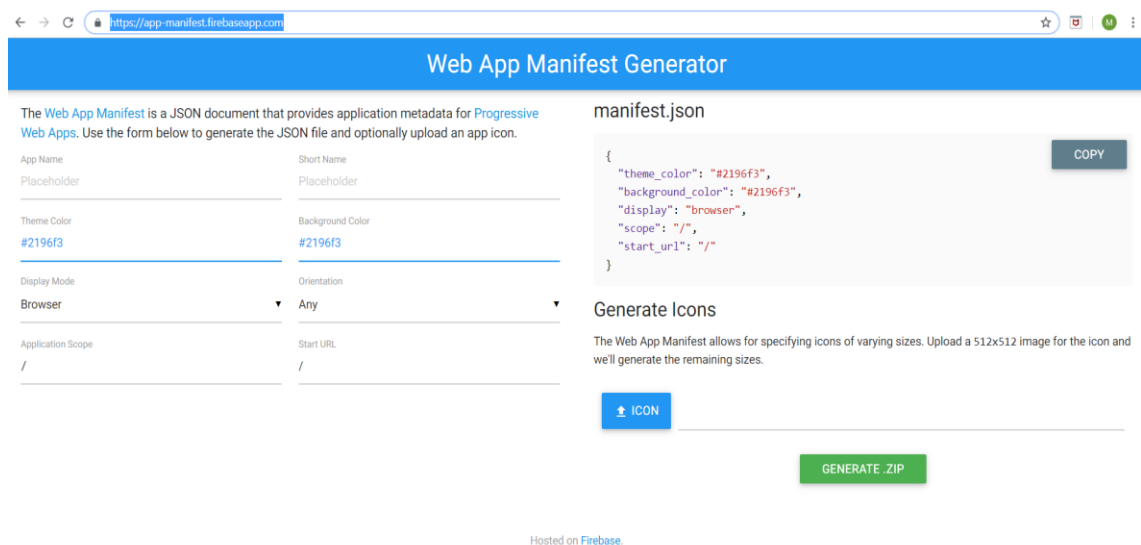 https://app-manifest.firebaseapp.com
M
Web App Manifest Generator
The Web App Manifest is a JSON document that provides application metadata for Progressive
Web Apps. Use the form below to generate the JSON file and optionally upload an app icon.
App Name
Short Name
Placeholder
Placeholder
Theme Color
Background Color
#2196f3
#2196f3
Display Mode
Orientation
Browser
Any
Application Scope
Start URL
/
/
manifest.json
COPY
{
"theme_color": "#2196f3",
"background_color": "#2196f3",
"display": "browser",
"scope": "/",
"start_url": "/"
}
Generate Icons
The Web App Manifest allows for specifying icons of varying sizes. Upload a 512x512 image for the icon and
we'll generate the remaining sizes.
ICON
GENERATE .ZIP
Hosted on Firebase.